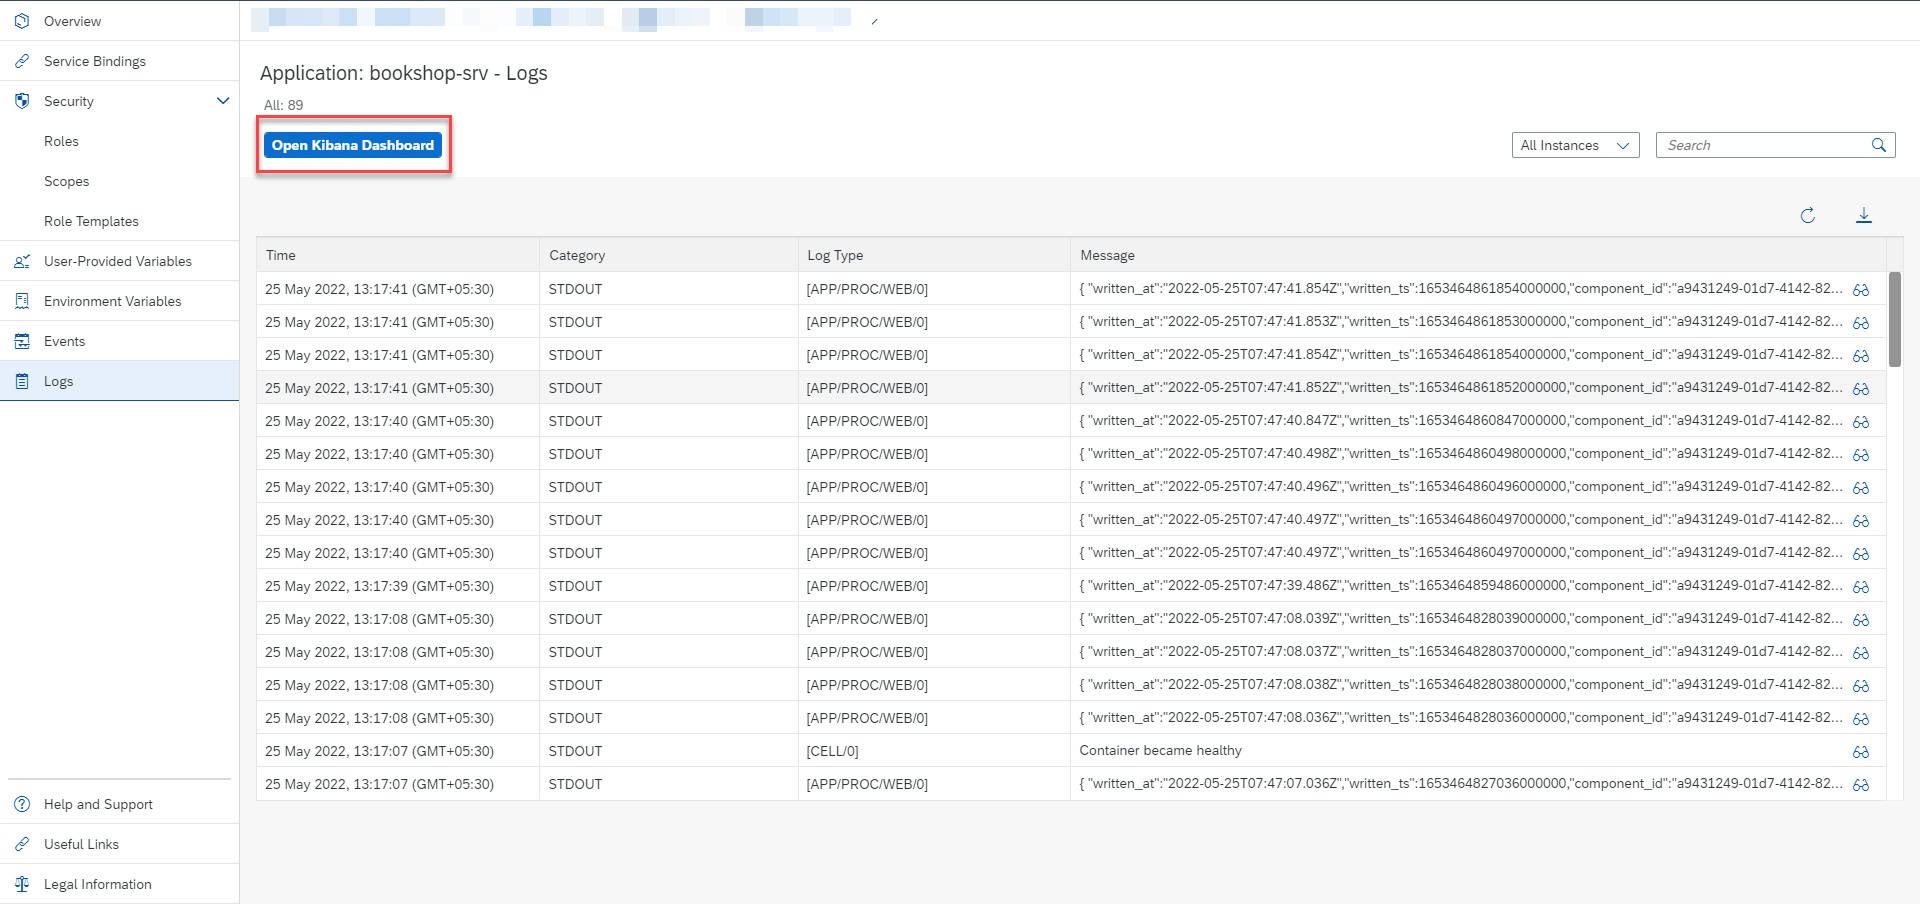 Overview
Service Bindings
Security
Roles
Scopes
Role Templates
User-Provided Variables
Environment Variables
Events
Logs
Help and Support
Useful Links
Legal Information
Application: bookshop-srv - Logs
All: 89
Open Kibana Dashboard
All Instances
Search
Time Category Log Type Message
25 May 2022, 13:17:41 (GMT+05:30) STDOUT [APP/PROC/WEB/0] { "written_at":"2022-05-25T07:47:41.854Z","written_ts":1653464861854000000,"component_id":"a9431249-01d7-4142-82...
25 May 2022, 13:17:41 (GMT+05:30) STDOUT [APP/PROC/WEB/0] { "written_at":"2022-05-25T07:47:41.853Z","written_ts":1653464861853000000,"component_id":"a9431249-01d7-4142-82...
25 May 2022, 13:17:41 (GMT+05:30) STDOUT [APP/PROC/WEB/0] { "written_at":"2022-05-25T07:47:41.854Z","written_ts":1653464861854000000,"component_id":"a9431249-01d7-4142-82...
25 May 2022, 13:17:41 (GMT+05:30) STDOUT [APP/PROC/WEB/0] { "written_at":"2022-05-25T07:47:41.852Z","written_ts":1653464861852000000,"component_id":"a9431249-01d7-4142-82...
25 May 2022, 13:17:40 (GMT+05:30) STDOUT [APP/PROC/WEB/0] { "written_at":"2022-05-25T07:47:40.847Z","written_ts":1653464860847000000,"component_id":"a9431249-01d7-4142-82...
25 May 2022, 13:17:40 (GMT+05:30) STDOUT [APP/PROC/WEB/0] { "written_at":"2022-05-25T07:47:40.498Z","written_ts":1653464860498000000,"component_id":"a9431249-01d7-4142-82...
25 May 2022, 13:17:40 (GMT+05:30) STDOUT [APP/PROC/WEB/0] { "written_at":"2022-05-25T07:47:40.496Z","written_ts":1653464860496000000,"component_id":"a9431249-01d7-4142-82...
25 May 2022, 13:17:40 (GMT+05:30) STDOUT [APP/PROC/WEB/0] { "written_at":"2022-05-25T07:47:40.497Z","written_ts":1653464860497000000,"component_id":"a9431249-01d7-4142-82...
25 May 2022, 13:17:40 (GMT+05:30) STDOUT [APP/PROC/WEB/0] { "written_at":"2022-05-25T07:47:40.497Z","written_ts":1653464860497000000,"component_id":"a9431249-01d7-4142-82...
25 May 2022, 13:17:39 (GMT+05:30) STDOUT [APP/PROC/WEB/0] { "written_at":"2022-05-25T07:47:39.486Z","written_ts":1653464859486000000,"component_id":"a9431249-01d7-4142-82...
25 May 2022, 13:17:08 (GMT+05:30) STDOUT [APP/PROC/WEB/0] { "written_at":"2022-05-25T07:47:08.039Z","written_ts":1653464828039000000,"component_id":"a9431249-01d7-4142-82...
25 May 2022, 13:17:08 (GMT+05:30) STDOUT [APP/PROC/WEB/0] { "written_at":"2022-05-25T07:47:08.037Z","written_ts":1653464828037000000,"component_id":"a9431249-01d7-4142-82...
25 May 2022, 13:17:08 (GMT+05:30) STDOUT [APP/PROC/WEB/0] { "written_at":"2022-05-25T07:47:08.038Z","written_ts":1653464828038000000,"component_id":"a9431249-01d7-4142-82...
25 May 2022, 13:17:08 (GMT+05:30) STDOUT [APP/PROC/WEB/0] { "written_at":"2022-05-25T07:47:08.036Z","written_ts":1653464828036000000,"component_id":"a9431249-01d7-4142-82...
25 May 2022, 13:17:07 (GMT+05:30) STDOUT [CELL/0] Container became healthy
25 May 2022, 13:17:07 (GMT+05:30) STDOUT [APP/PROC/WEB/0] { "written_at":"2022-05-25T07:47:07.036Z","written_ts":1653464827036000000,"component_id":"a9431249-01d7-4142-82...